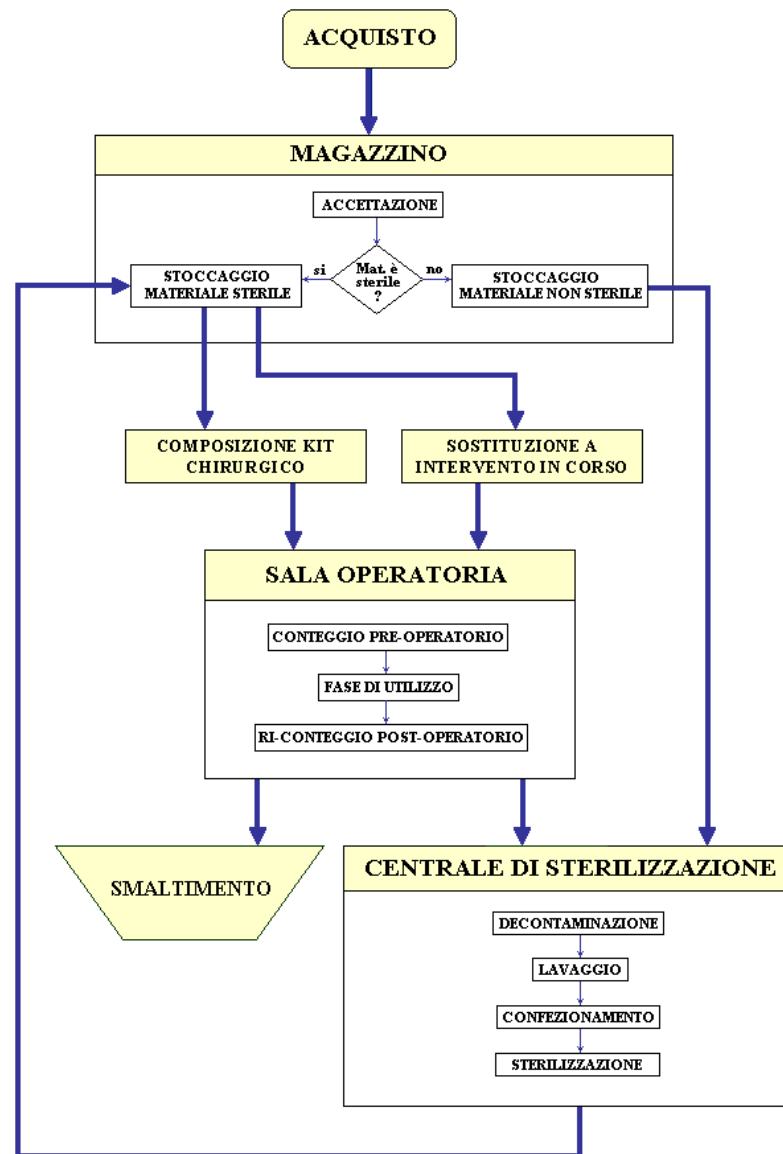 ACQUISTO
MAGAZZINO
ACCETTAZIONE
STOCCAGGIO
MATERIALE STERILE
si
Mat. è
sterile
?
no
STOCCAGGIO
MATERIALE NON STERILE
COMPOSIZIONE KIT
CHIRURGICO
SOSTITUZIONE A
INTERVENTO IN CORSO
SALA OPERATORIA
CONTEGGIO PRE-OPERATORIO
FASE DI UTILIZZO
RI-CONTEGGIO POST-OPERATORIO
SMALTIMENTO
CENTRALE DI STERILIZZAZIONE
DECONTAMINAZIONE
LAVAGGIO
CONFEZIONAMENTO
STERILIZZAZIONE